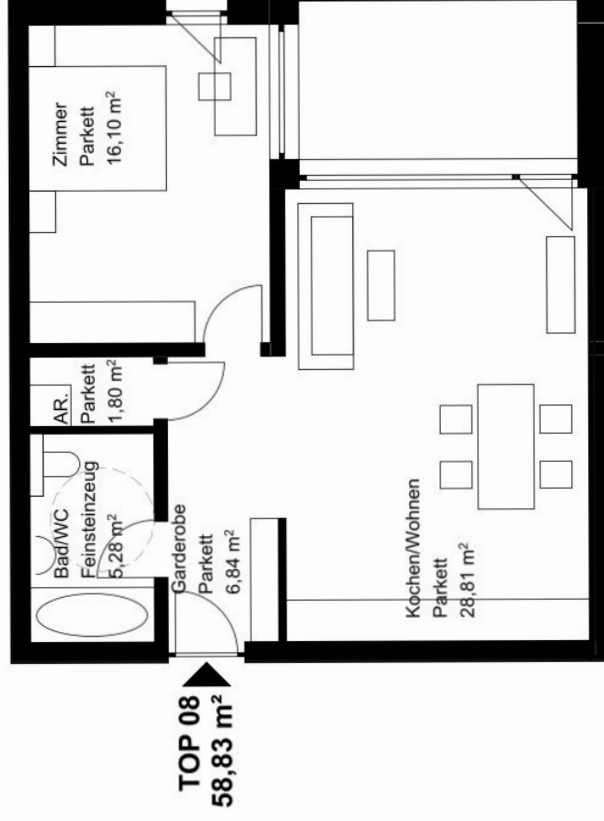 Zimmer
Parkett
16,10 m²
AR.
Parkett
1,80 m²
Bad/WC
Feinsteinzeug
5,28 m²
Garderobe
Parkett
6,84 m²
Kochen/Wohnen
Parkett
28,81 m²
TOP 08
58,83 m²